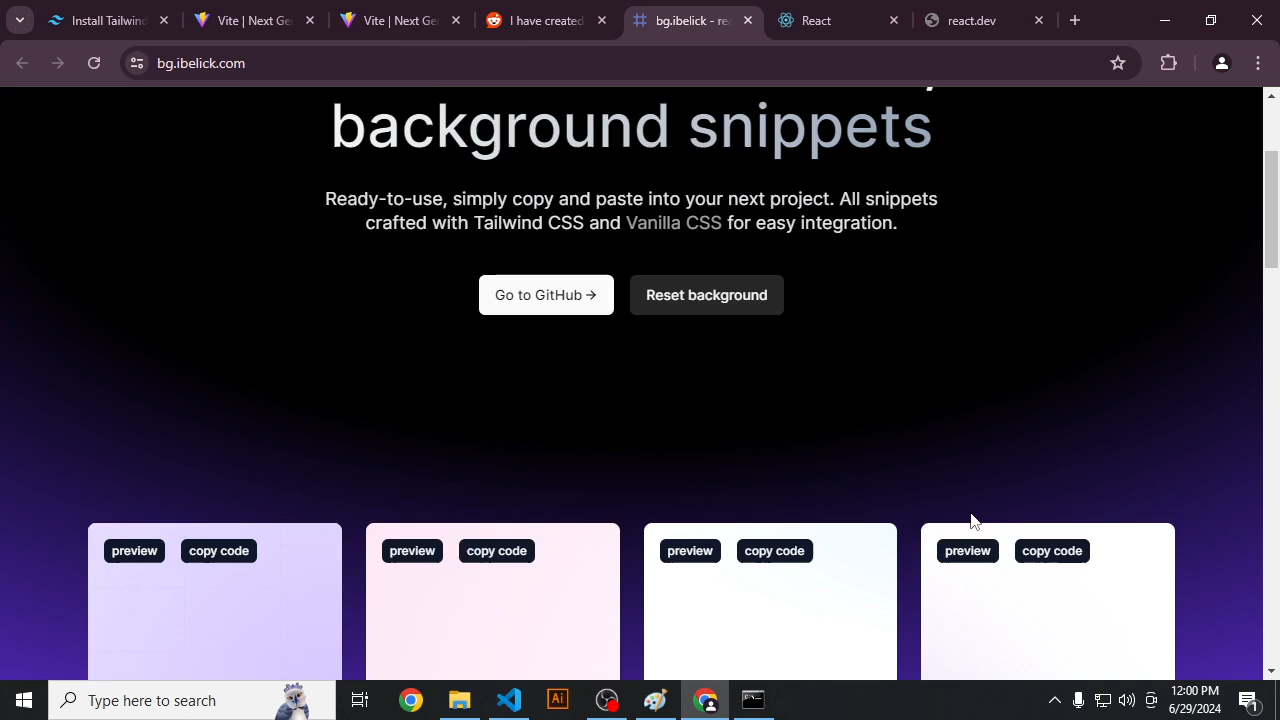 Install Tailwind
Vite | Next Ge
Vite | Next Ge
I have created
bg.ibelick - rea
React
react.dev
bg.ibelick.com
background snippets
Ready-to-use, simply copy and paste into your next project. All snippets
crafted with Tailwind CSS and Vanilla CSS for easy integration.
Go to GitHub →
Reset background
preview
copy code
preview
copy code
preview
copy code
preview
copy code
Type here to search
Ai
12:00 PM
6/29/2024
1